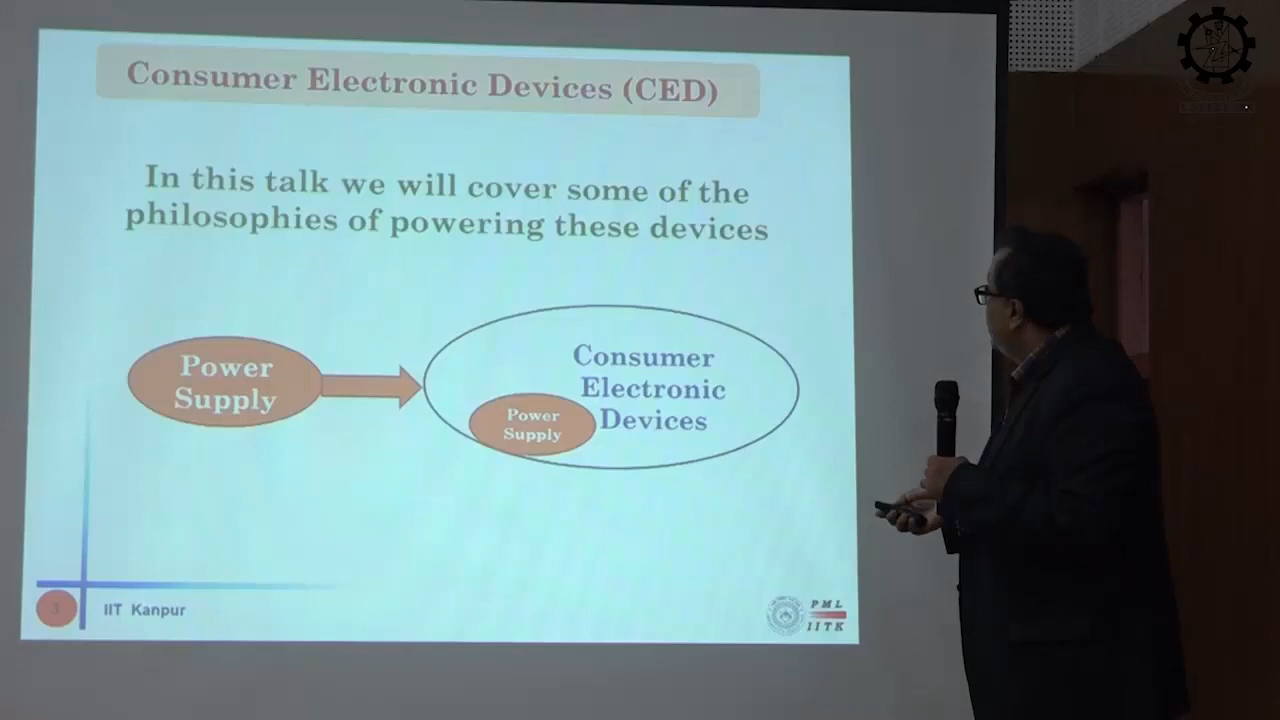 Consumer Electronic Devices (CED)
In this talk we will cover some of the
philosophies of powering these devices
Power
Supply
Consumer
Electronic
Devices
Power
Supply
3
IIT Kanpur
PML
IITK